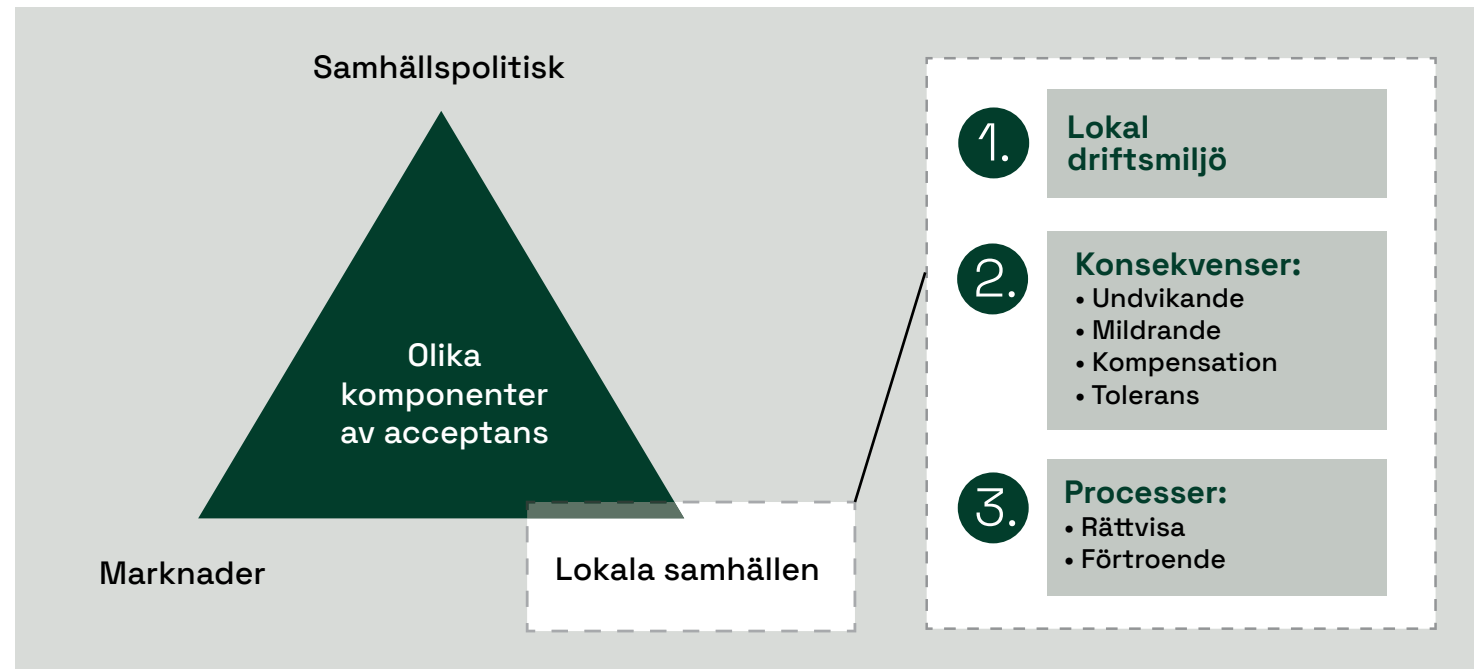 Samhällspolitisk
Olika
komponenter
av acceptans
Marknader
Lokala samhällen
1.
Lokal
driftsmiljö
2.
Konsekvenser:
• Undvikande
• Mildrande
• Kompensation
• Tolerans
3.
Processer:
• Rättvisa
• Förtroende